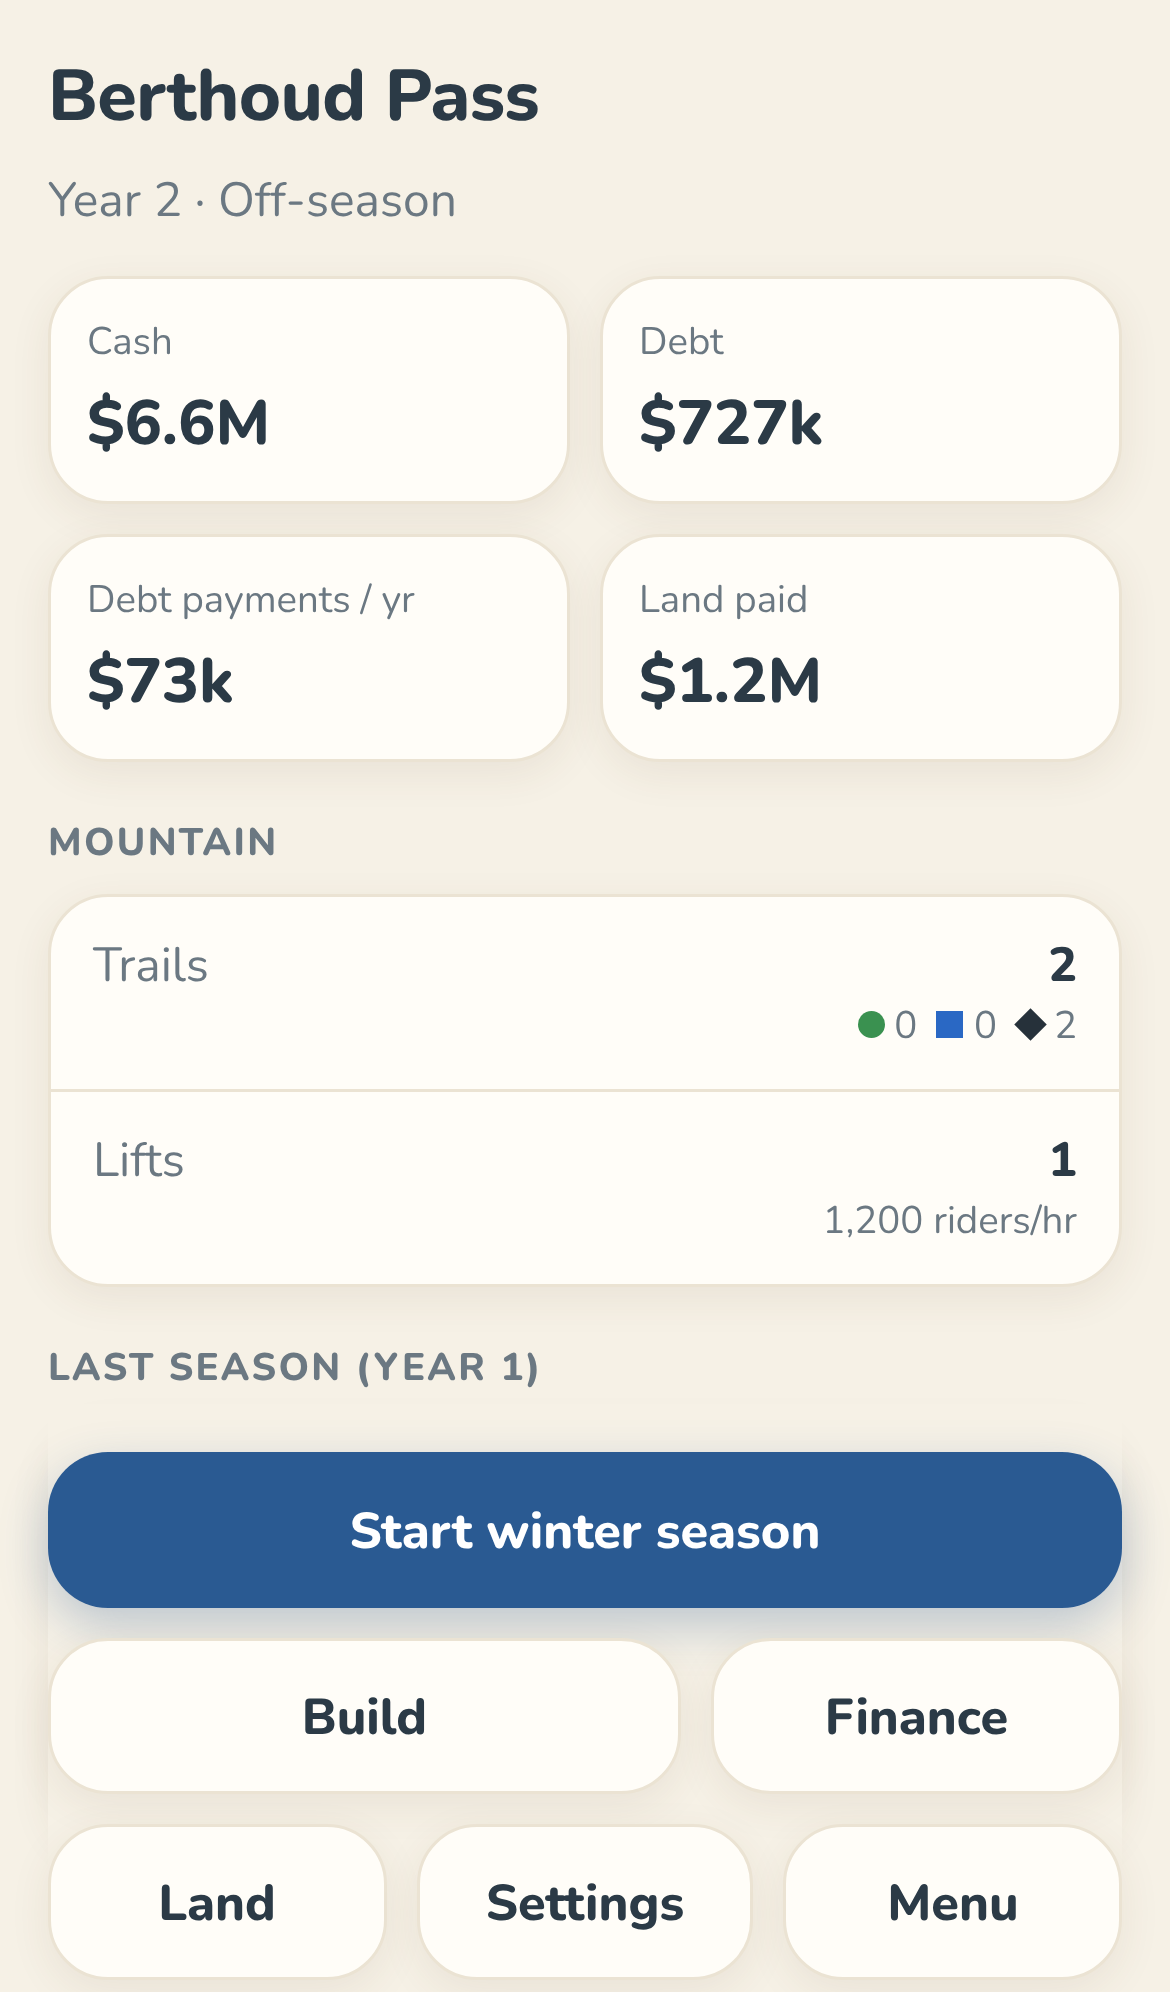 Berthoud Pass
Year 2 · Off-season
Cash
$6.6M
Debt
$727k
Debt payments / yr
$73k
Land paid
$1.2M
MOUNTAIN
Trails
2
0 0 2
Lifts
1
1,200 riders/hr
LAST SEASON (YEAR 1)
Start winter season
Build
Finance
Land
Settings
Menu